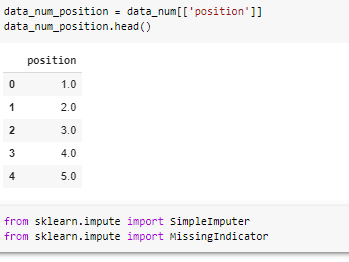 data_num_position = data_num[['position']]
data_num_position.head()
position
0 1.0
1 2.0
2 3.0
3 4.0
4 5.0
from sklearn.impute import SimpleImputer
from sklearn.impute import MissingIndicator